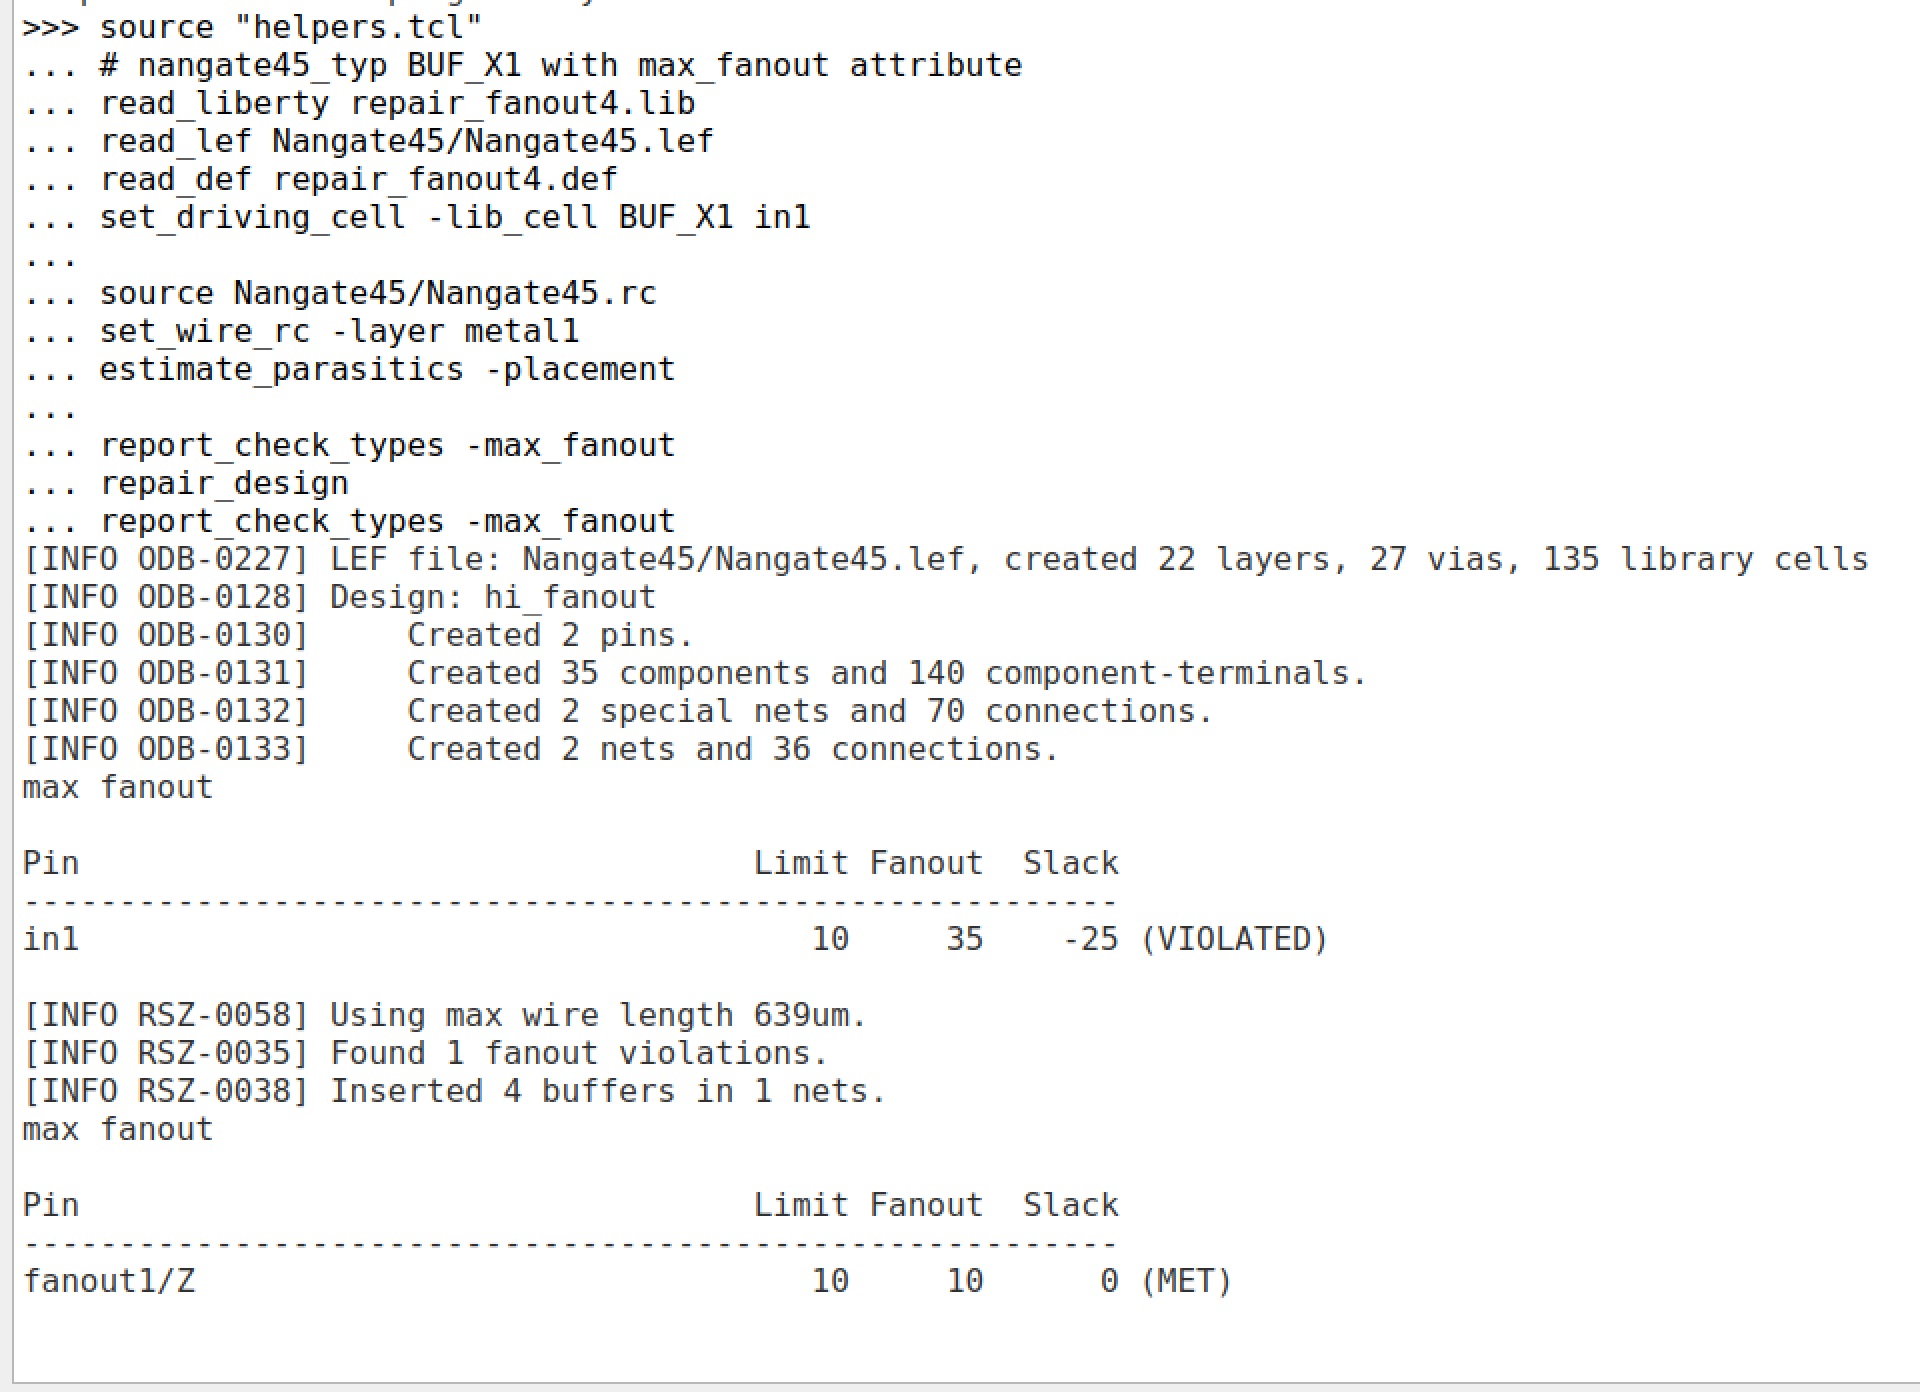 >>> source "helpers.tcl"
... # nangate45_typ BUF_X1 with max_fanout attribute
... read_liberty repair_fanout4.lib
... read_lef Nangate45/Nangate45.lef
... read_def repair_fanout4.def
... set_driving_cell -lib_cell BUF_X1 in1
...
... source Nangate45/Nangate45.rc
... set_wire_rc -layer metal1
... estimate_parasitics -placement
...
... report_check_types -max_fanout
... repair_design
... report_check_types -max_fanout
[INFO ODB-0227] LEF file: Nangate45/Nangate45.lef, created 22 layers, 27 vias, 135 library cells
[INFO ODB-0128] Design: hi_fanout
[INFO ODB-0130]     Created 2 pins.
[INFO ODB-0131]     Created 35 components and 140 component-terminals.
[INFO ODB-0132]     Created 2 special nets and 70 connections.
[INFO ODB-0133]     Created 2 nets and 36 connections.
max fanout
Pin                                   Limit Fanout  Slack
---------------------------------------------------------
in1                                      10     35    -25 (VIOLATED)
[INFO RSZ-0058] Using max wire length 639um.
[INFO RSZ-0035] Found 1 fanout violations.
[INFO RSZ-0038] Inserted 4 buffers in 1 nets.
max fanout
Pin                                   Limit Fanout  Slack
---------------------------------------------------------
fanout1/Z                                10     10      0 (MET)